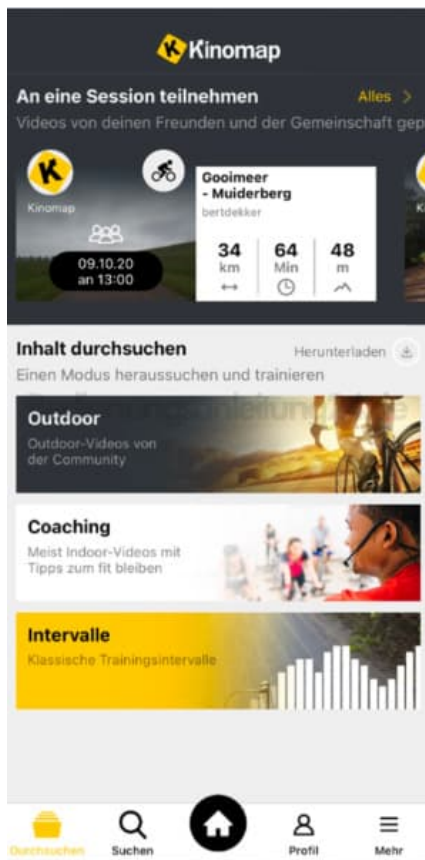 Kinomap
An eine Session teilnehmen
Alles >
Videos von deinen Freunden und der Gemeinschaft gep
Kinomap
09.10.20
an 13:00
Gooimeer
- Muiderberg
bertdekker
34
km
64
Min
48
m
Inhalt durchsuchen
Herunterladen
Einen Modus heraussuchen und trainieren
Outdoor
Outdoor-Videos von
der Community
Coaching
Meist Indoor-Videos mit
Tipps zum fit bleiben
Intervalle
Klassische Trainingsintervalle
Durchsuchen
Suchen
Profil
Mehr